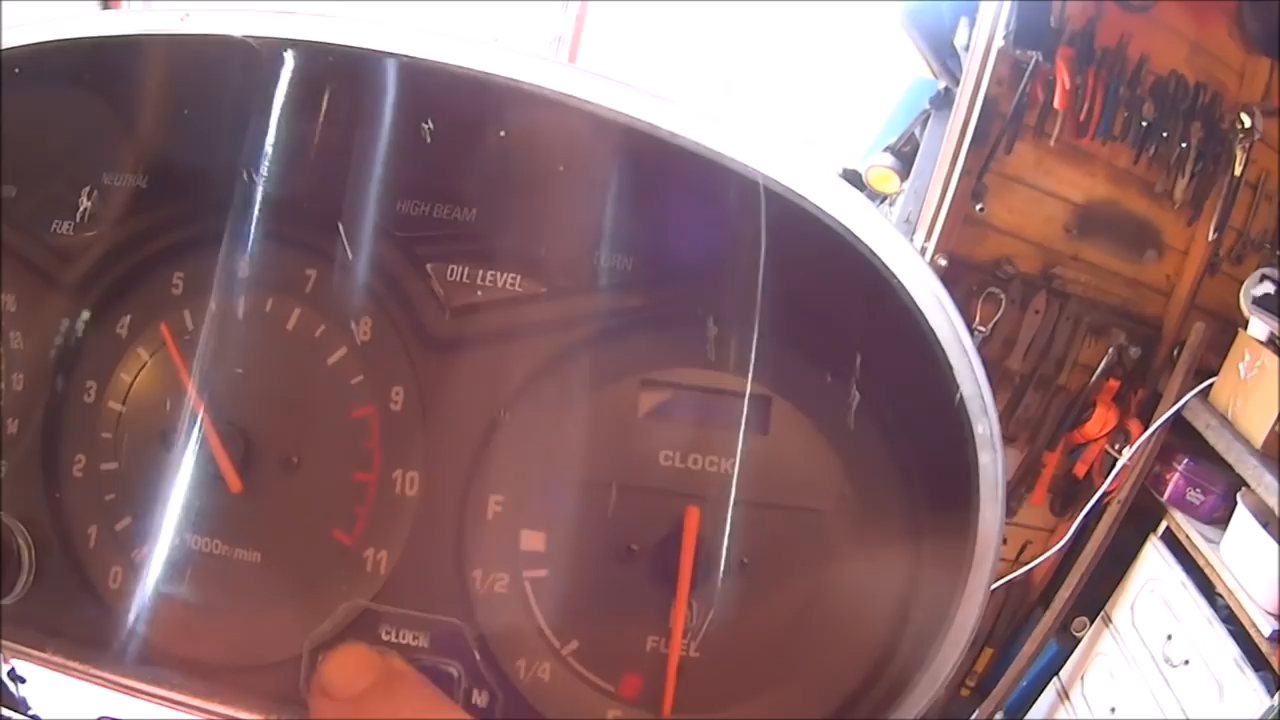 NEUTRAL
FUEL
HIGH BEAM
TURN
OIL LEVEL
5
7
4
8
3
9
2
10
1
11
0
1000r/min
12
13
14
CLOCK
F
1/2
1/4
FUEL
CLOCK
M